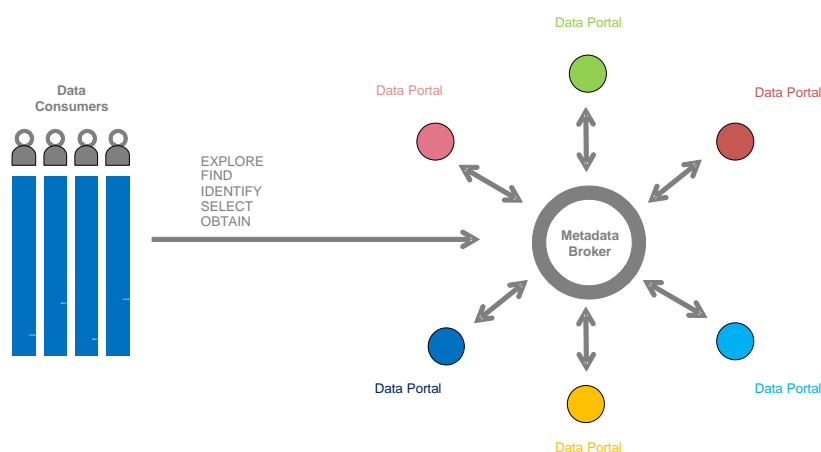 Data Portal
Data
Consumers
Data Portal
Data Portal
EXPLORE
FIND
IDENTIFY
SELECT
OBTAIN
Metadata
Broker
Data Portal
Data Portal
Data Portal